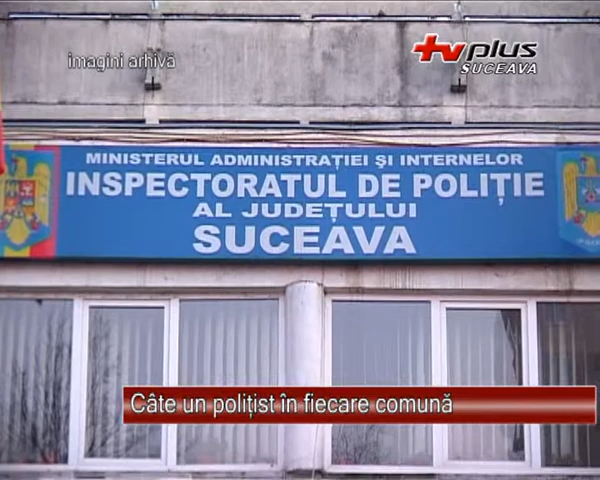 tvplus
SUCEAVA
imagini arhivă
MINISTERUL ADMINISTRAȚIEI ȘI INTERNELOR
INSPECTORATUL DE POLIȚIE
AL JUDEȚULUI
SUCEAVA
Câte un polițist în fiecare comună